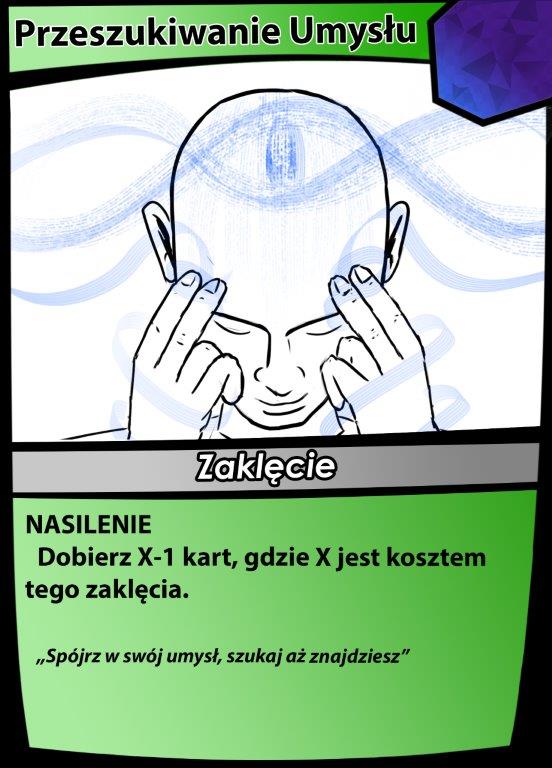 Przeszukiwanie Umysłu
Zaklęcie
NASILENIE
Dobierz X-1 kart, gdzie X jest kosztem
tego zaklęcia.
„Spójrz w swój umysł, szukaj aż znajdziesz”